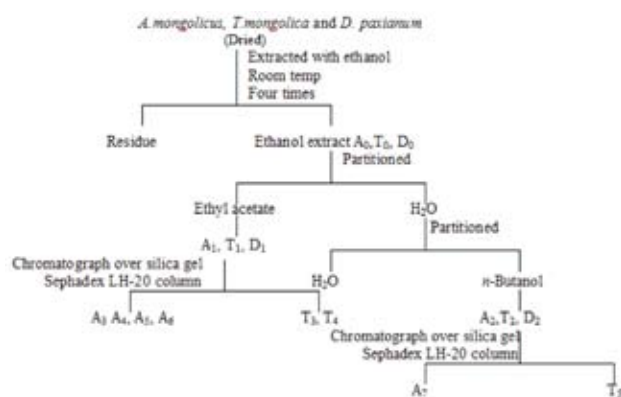 A.mongolicus, T.mongolica and D. paxianum
(Dried)
Extracted with ethanol
Room temp
Four times
Residue
Ethanol extract A₀,T₀, D₀
Partitioned
Ethyl acetate
H₂O
Partitioned
A₁, T₁, D₁
Chromatograph over silica gel
Sephadex LH-20 column
H₂O
n-Butanol
A₃ A₄, A₅, A₆
T₃, T₄
A₂,T₂, D₂
Chromatograph over silica gel
Sephadex LH-20 column
A₇
T₅